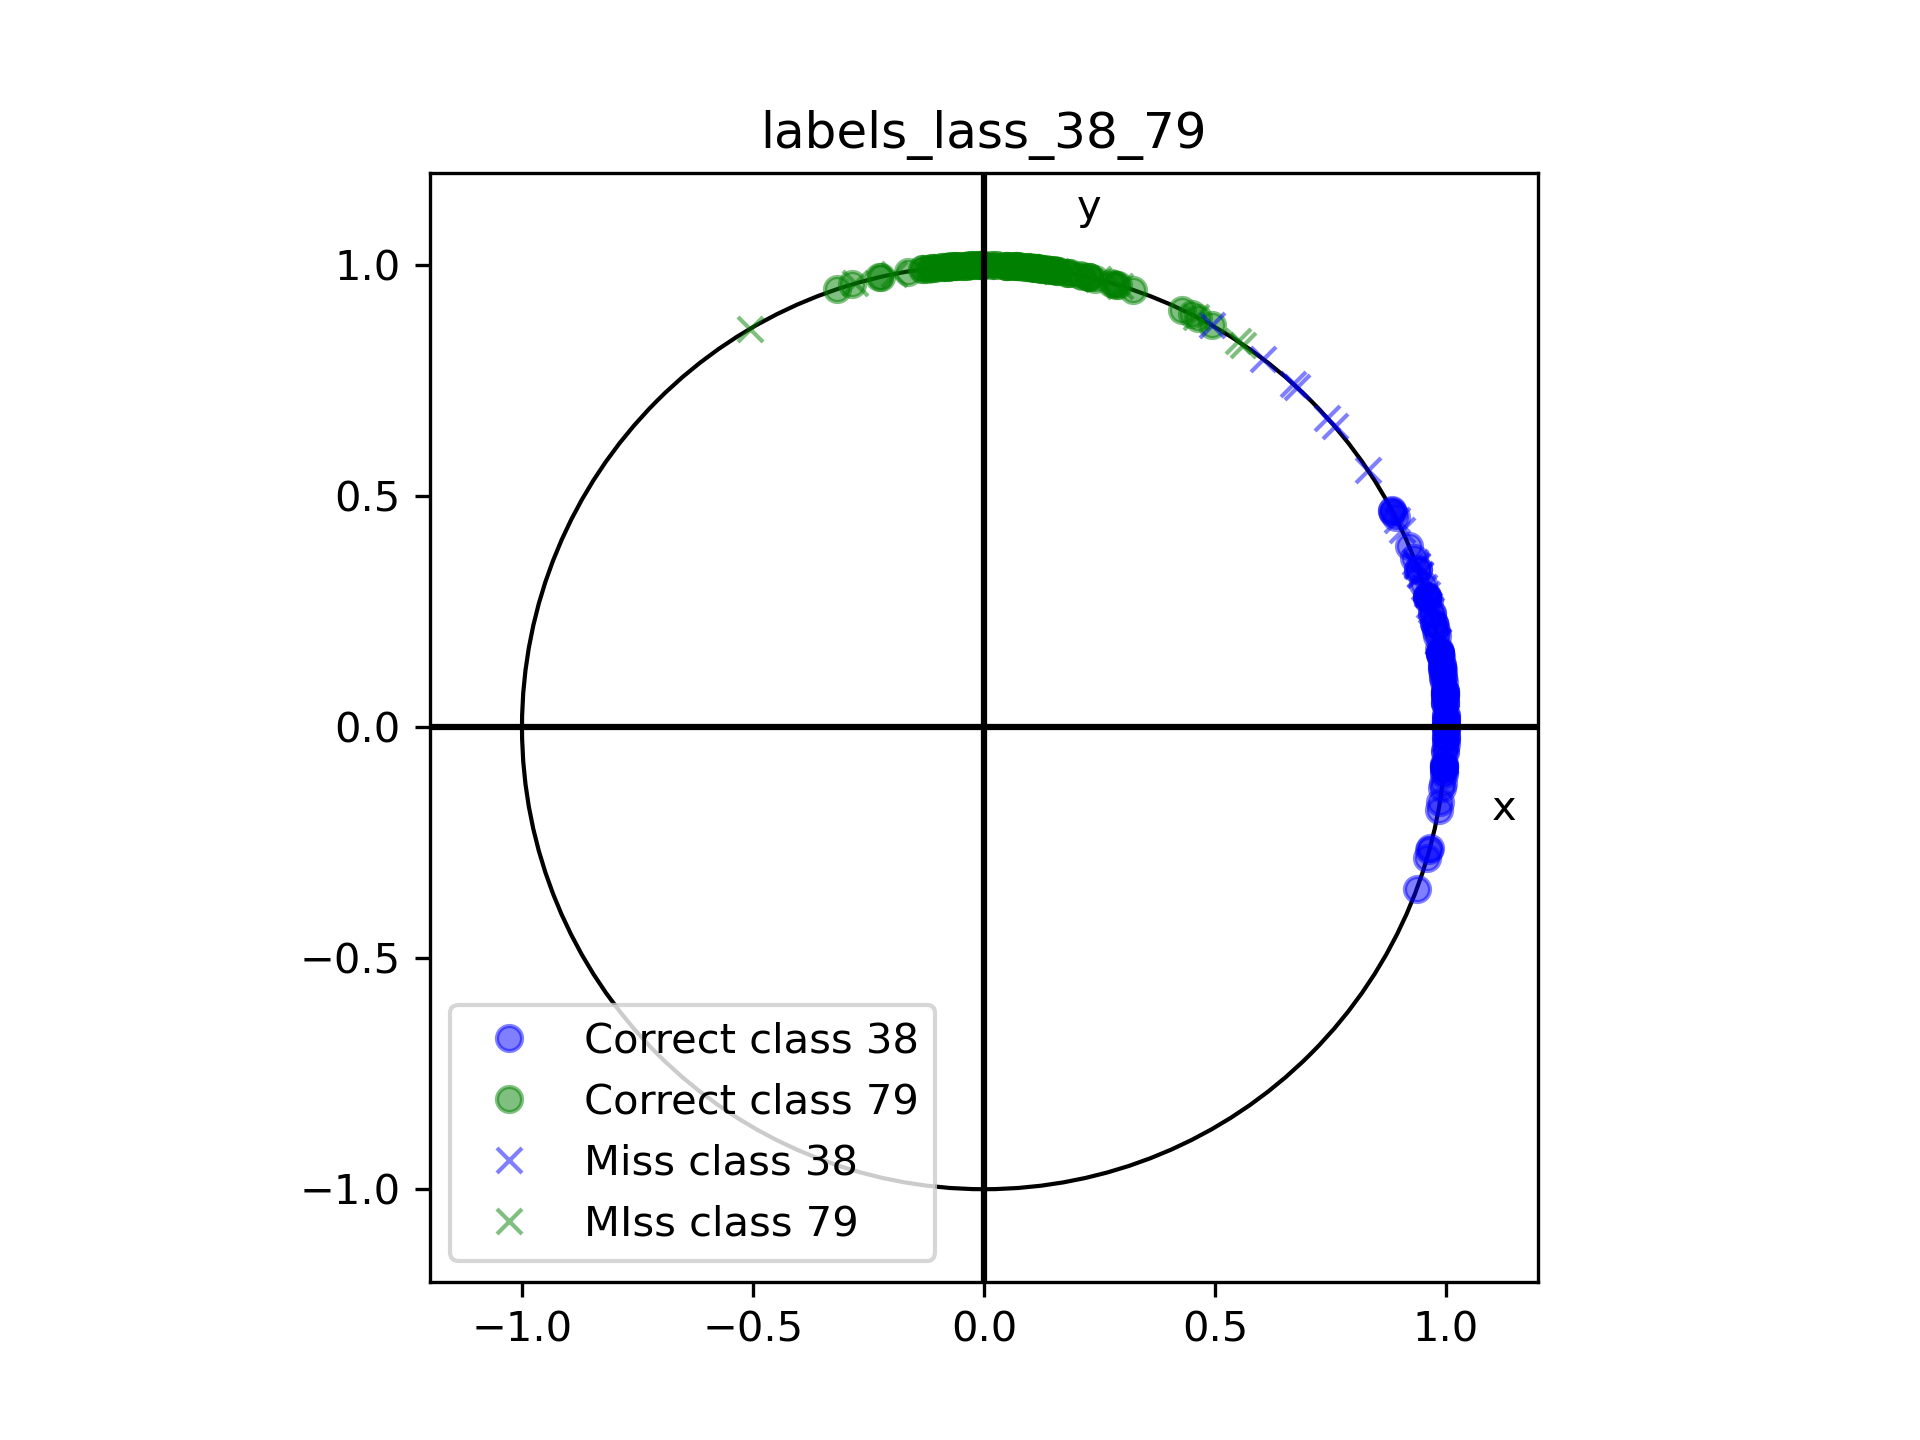 labels_lass_38_79
y
1.0
0.5
0.0
−0.5
−1.0
x
Correct class 38
Correct class 79
Miss class 38
MIss class 79
−1.0 −0.5 0.0 0.5 1.0